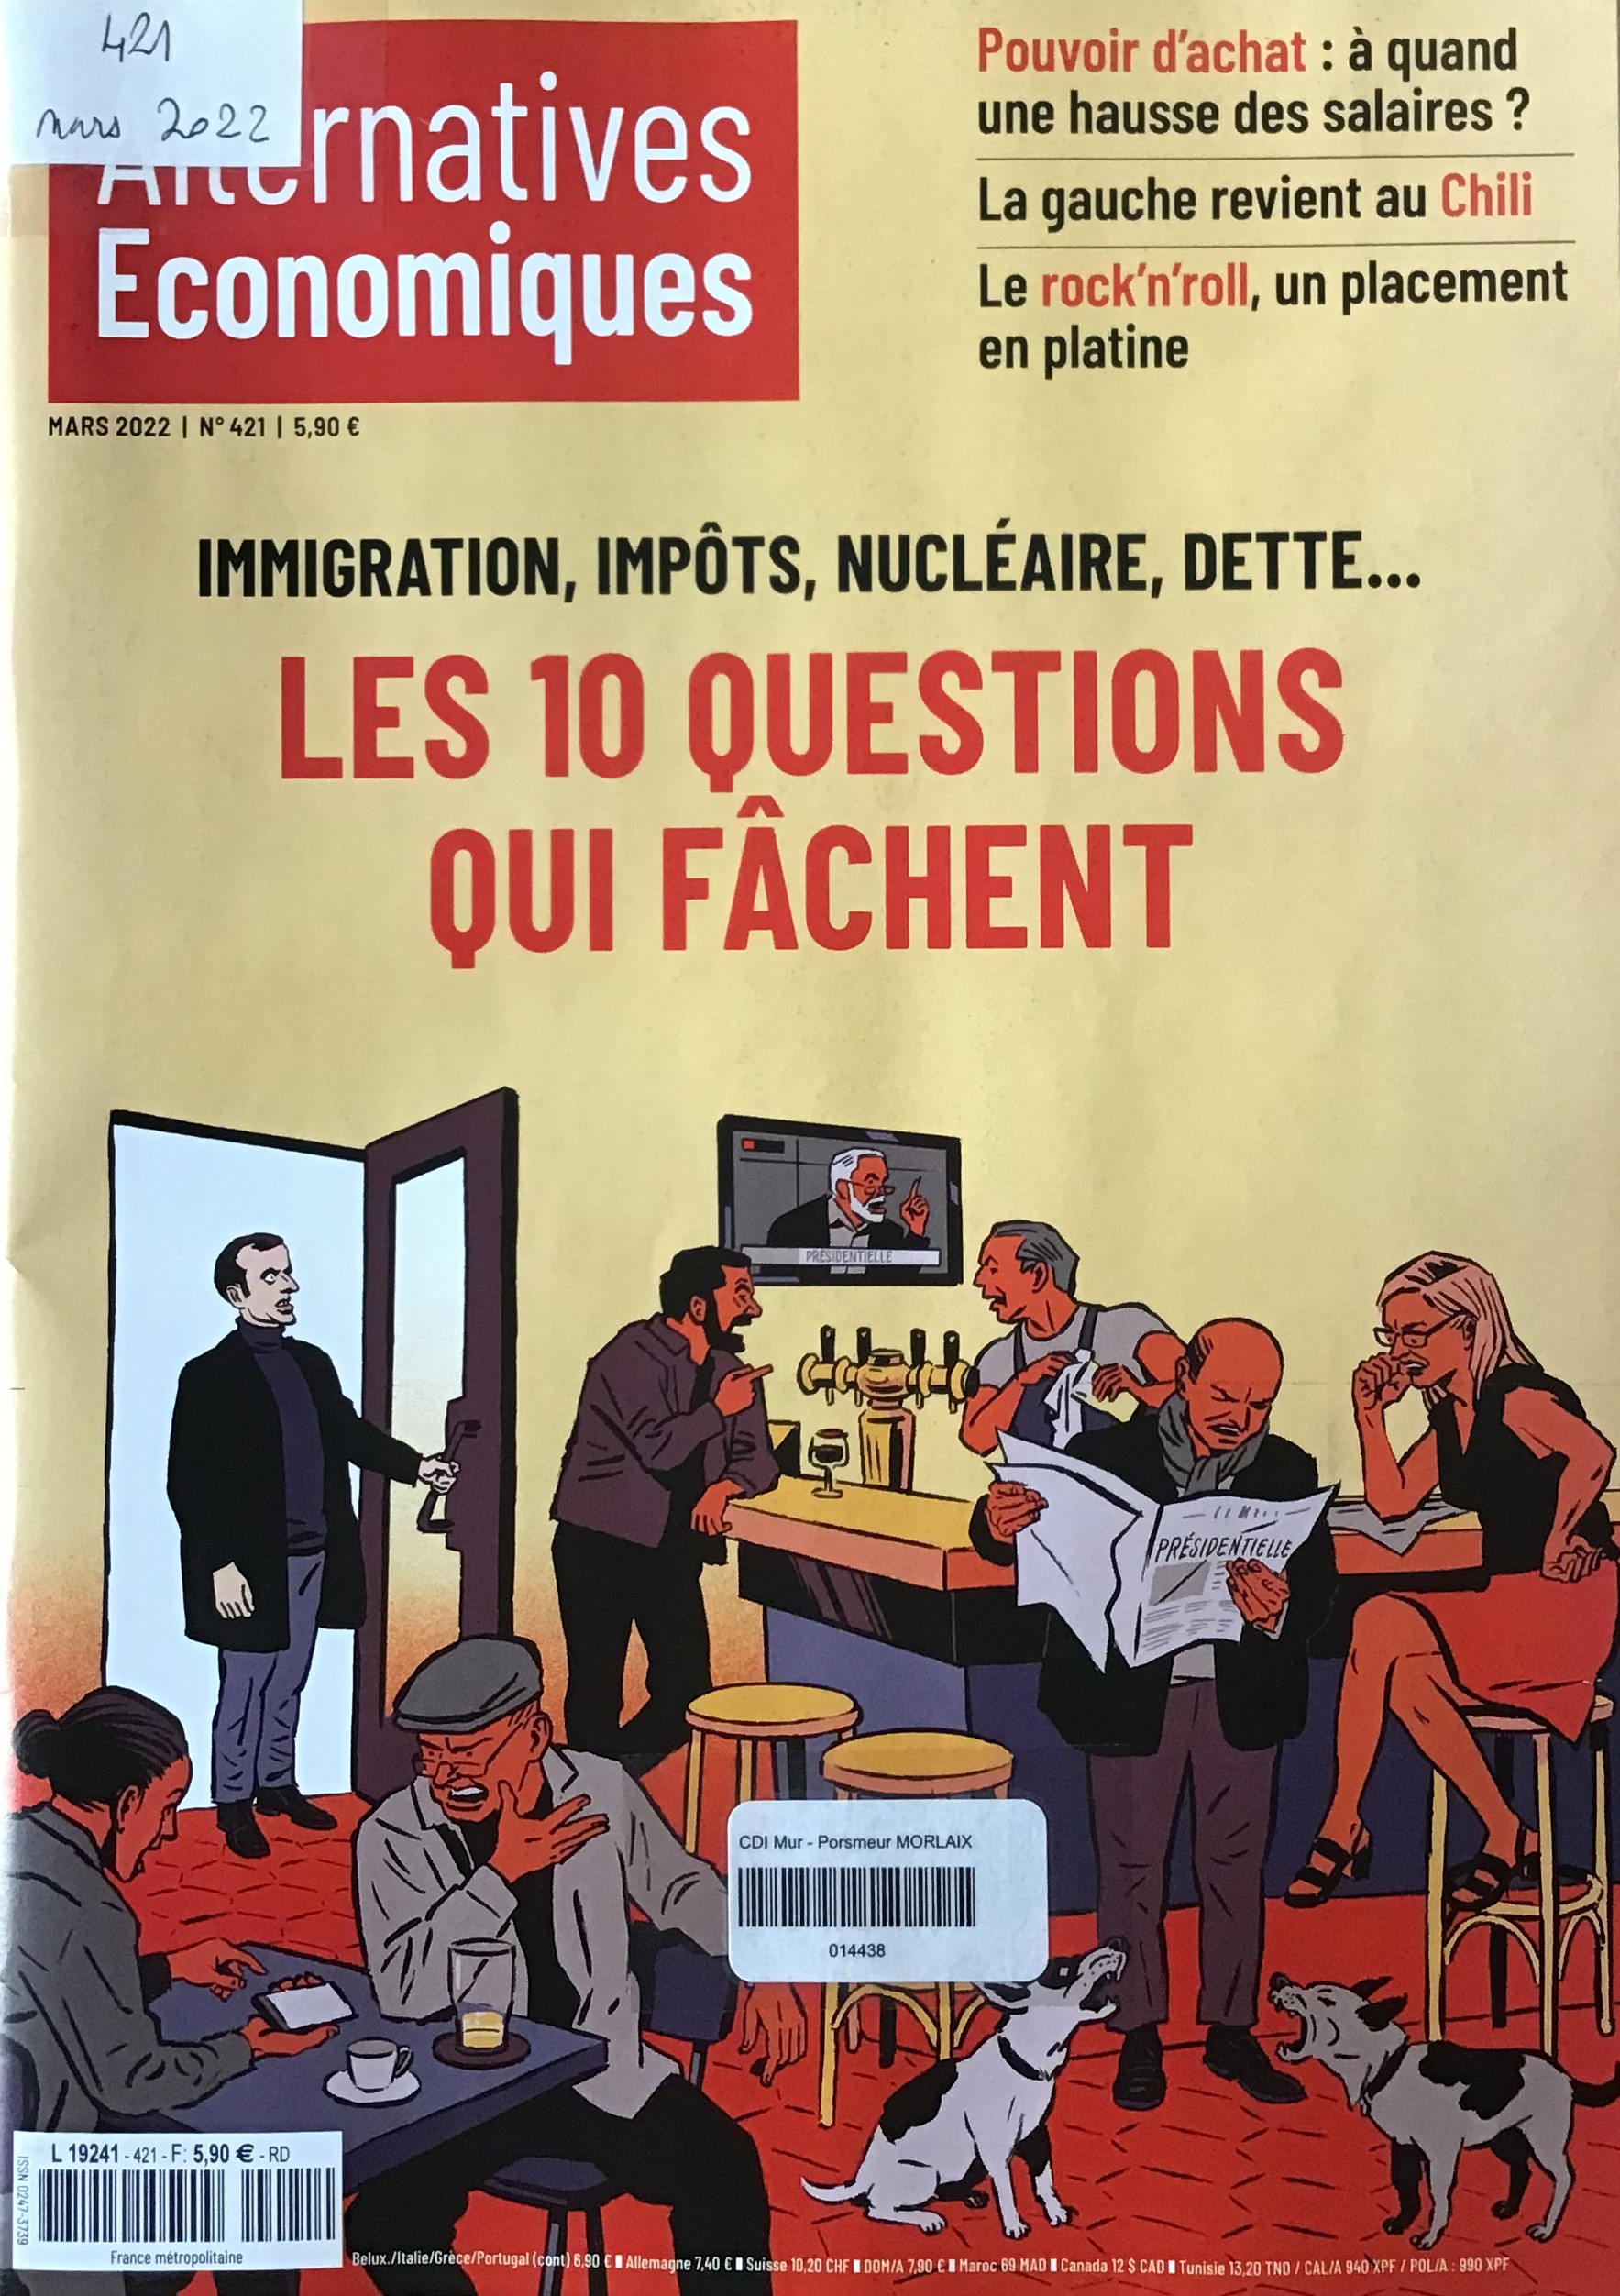 421
mars 2022
Alternatives
Economiques
MARS 2022 | N° 421 | 5,90 €
Pouvoir d'achat : à quand
une hausse des salaires ?
La gauche revient au Chili
Le rock'n'roll, un placement
en platine
IMMIGRATION, IMPÔTS, NUCLÉAIRE, DETTE...
LES 10 QUESTIONS
QUI FÂCHENT
PRÉSIDENTIELLE
PRÉSIDENTIELLE
CDI Mur - Porsmeur MORLAIX
014438
L 19241 - 421 - F: 5,90 € - RD
ISSN 0247-3739
France métropolitaine
Belux./Italie/Grèce/Portugal (cont) 6,90 € ▮ Allemagne 7,40 € ▮ Suisse 10,20 CHF ▮ DOM/A 7,90 € ▮ Maroc 69 MAD ▮ Canada 12 $ CAD ▮ Tunisie 13,20 TND / CAL/A 940 XPF / POL/A : 990 XPF